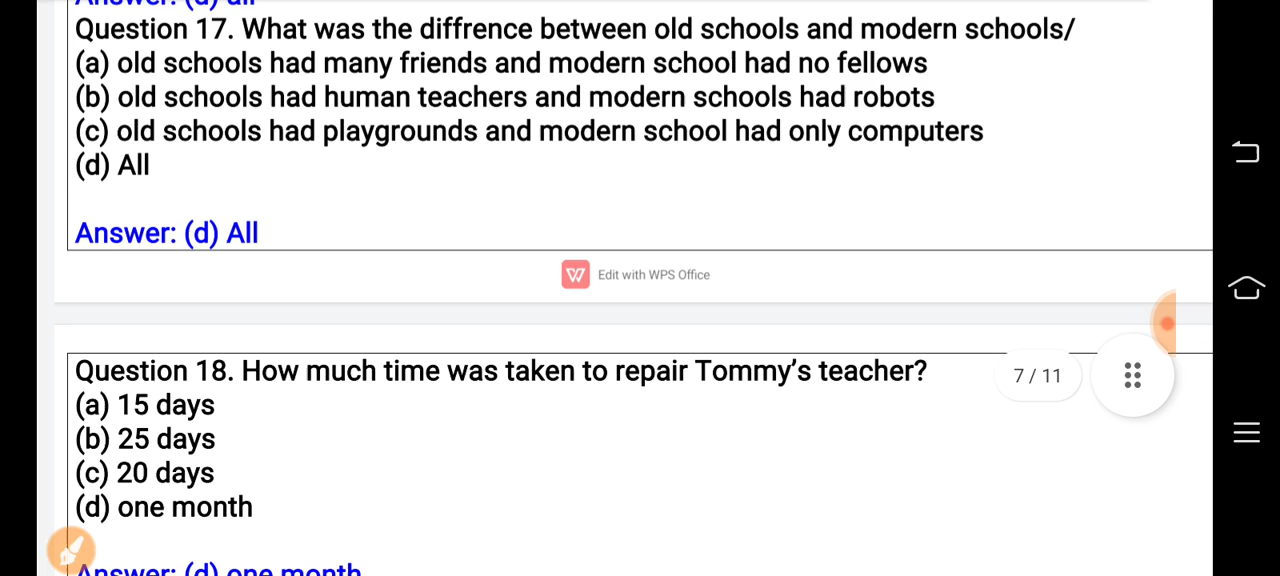 Answer: (d) all
Question 17. What was the diffrence between old schools and modern schools/
(a) old schools had many friends and modern school had no fellows
(b) old schools had human teachers and modern schools had robots
(c) old schools had playgrounds and modern school had only computers
(d) All
Answer: (d) All
Edit with WPS Office
Question 18. How much time was taken to repair Tommy's teacher?
7 / 11
(a) 15 days
(b) 25 days
(c) 20 days
(d) one month
Answer: (d) one month